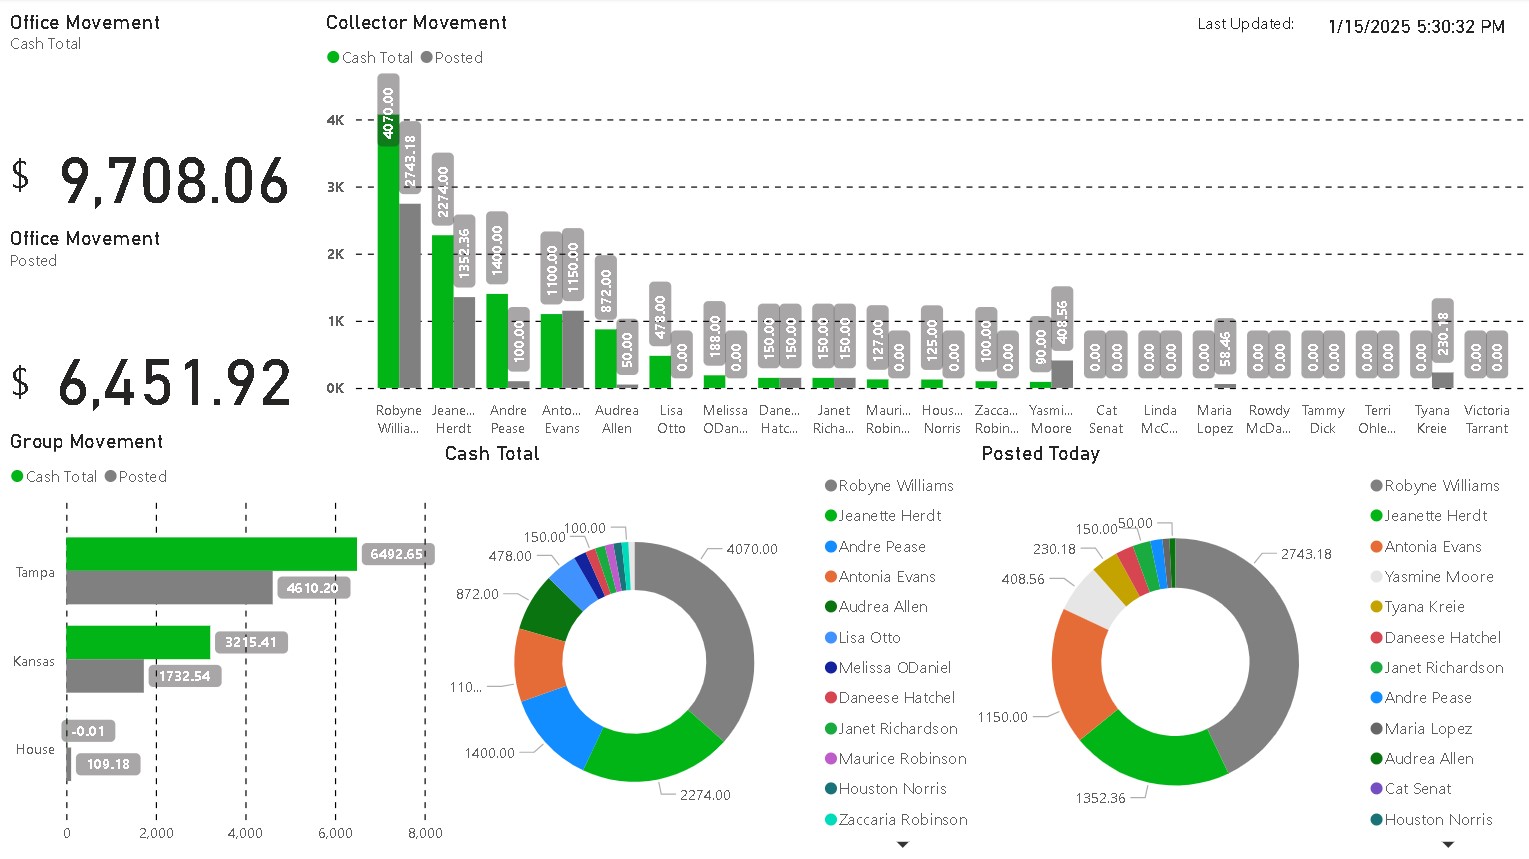 Office Movement
Cash Total
$ 9,708.06
Office Movement
Posted
$ 6,451.92
Collector Movement
Last Updated: 1/15/2025 5:30:32 PM
Cash Total Posted
4K
3K
2K
1K
0K
4070.00 2743.18 2274.00 1352.36 1400.00 100.00 1100.00 1150.00 872.00 50.00 478.00 0.00 188.00 0.00 150.00 150.00 150.00 150.00 127.00 0.00 125.00 0.00 100.00 0.00 90.00 408.56 0.00 0.00 0.00 0.00 0.00 58.46 0.00 0.00 0.00 0.00 0.00 0.00 0.00 230.18 0.00 0.00
Robyne Jeane... Andre Anto... Audrea Lisa Melissa Dane... Janet Mauri... Hous... Zacca... Yasmi... Cat Linda Maria Rowdy Tammy Terri Tyana Victoria
Willia... Herdt Pease Evans Allen Otto ODan... Hatc... Richa... Robin... Norris Robin... Moore Senat McC... Lopez McDa... Dick Ohle... Kreie Tarrant
Group Movement
Cash Total Posted
Tampa
6492.65
4610.20
Kansas
3215.41
1732.54
House
-0.01
109.18
0 2,000 4,000 6,000 8,000
Cash Total
4070.00
2274.00
1400.00
110...
872.00
478.00
150.00
100.00
Robyne Williams
Jeanette Herdt
Andre Pease
Antonia Evans
Audrea Allen
Lisa Otto
Melissa ODaniel
Daneese Hatchel
Janet Richardson
Maurice Robinson
Houston Norris
Zaccaria Robinson
Posted Today
2743.18
1352.36
1150.00
408.56
230.18
150.00
50.00
Robyne Williams
Jeanette Herdt
Antonia Evans
Yasmine Moore
Tyana Kreie
Daneese Hatchel
Janet Richardson
Andre Pease
Maria Lopez
Audrea Allen
Cat Senat
Houston Norris